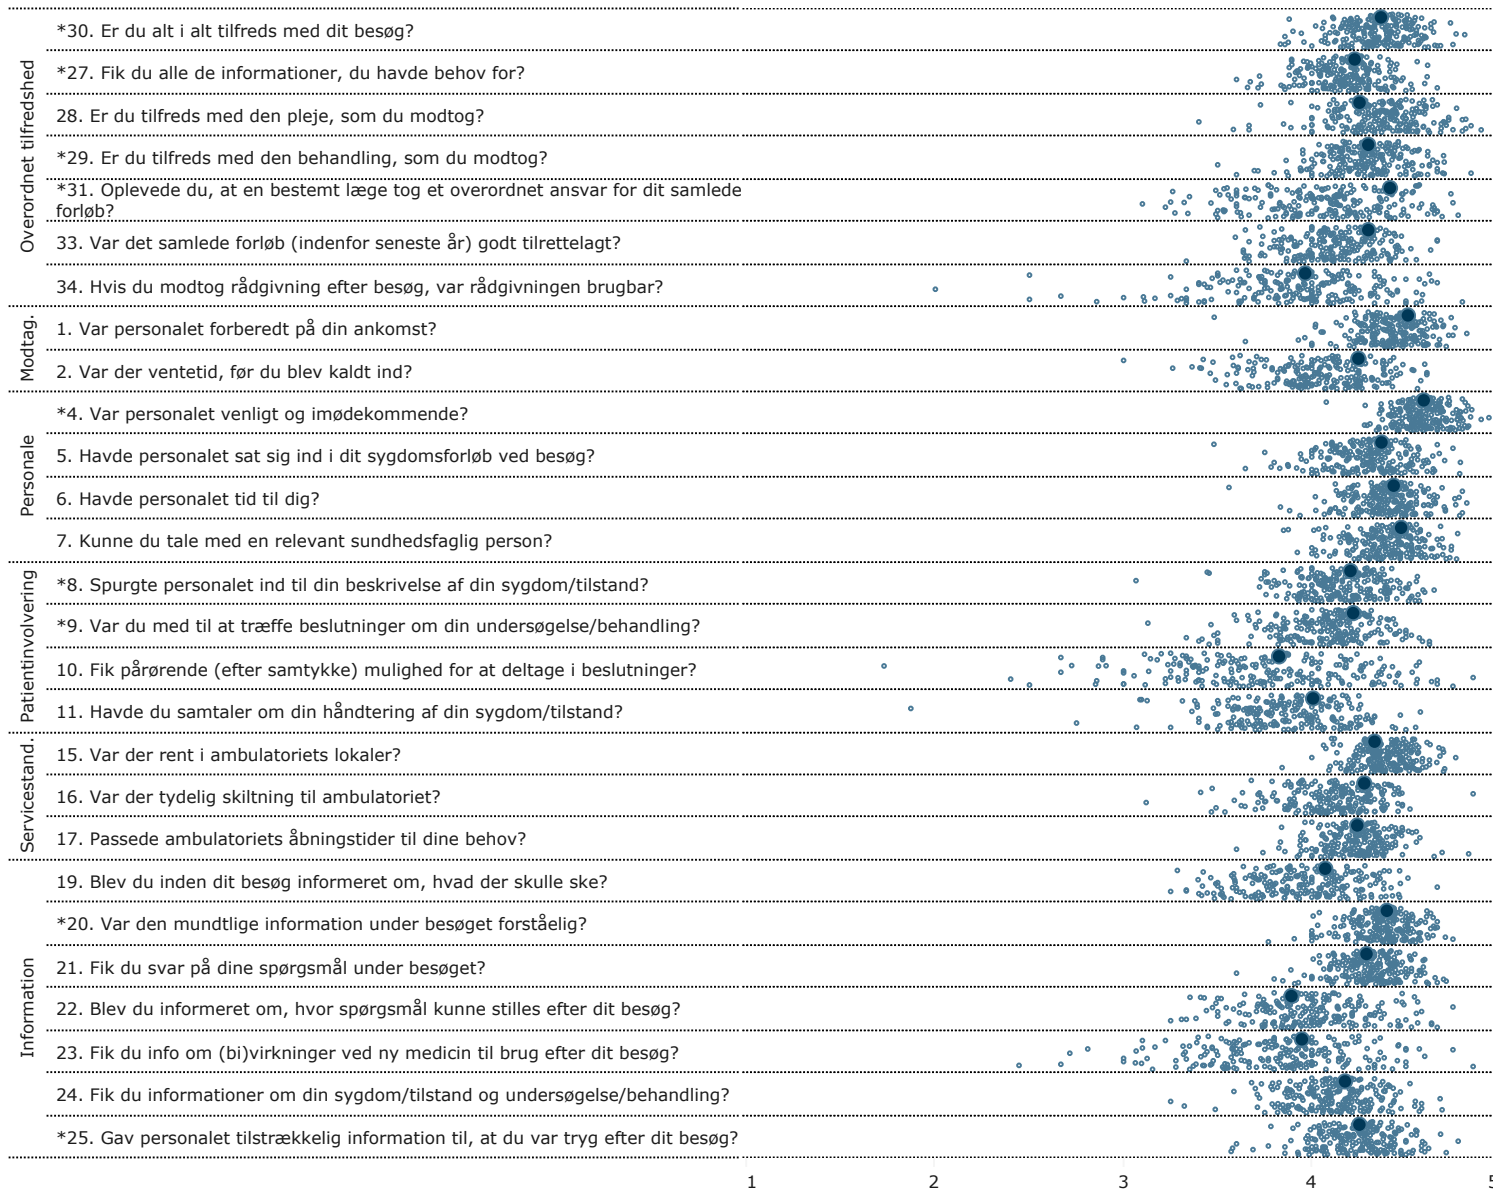 Overordnet tilfredshed
*30. Er du alt i alt tilfreds med dit besøg?
*27. Fik du alle de informationer, du havde behov for?
28. Er du tilfreds med den pleje, som du modtog?
*29. Er du tilfreds med den behandling, som du modtog?
*31. Oplevede du, at en bestemt læge tog et overordnet ansvar for dit samlede
forløb?
33. Var det samlede forløb (indenfor seneste år) godt tilrettelagt?
34. Hvis du modtog rådgivning efter besøg, var rådgivningen brugbar?
Modtag.
1. Var personalet forberedt på din ankomst?
2. Var der ventetid, før du blev kaldt ind?
Personale
*4. Var personalet venligt og imødekommende?
5. Havde personalet sat sig ind i dit sygdomsforløb ved besøg?
6. Havde personalet tid til dig?
7. Kunne du tale med en relevant sundhedsfaglig person?
Patientinvolvering
*8. Spurgte personalet ind til din beskrivelse af din sygdom/tilstand?
*9. Var du med til at træffe beslutninger om din undersøgelse/behandling?
10. Fik pårørende (efter samtykke) mulighed for at deltage i beslutninger?
11. Havde du samtaler om din håndtering af din sygdom/tilstand?
Servicestand.
15. Var der rent i ambulatoriets lokaler?
16. Var der tydelig skiltning til ambulatoriet?
17. Passede ambulatoriets åbningstider til dine behov?
Information
19. Blev du inden dit besøg informeret om, hvad der skulle ske?
*20. Var den mundtlige information under besøget forståelig?
21. Fik du svar på dine spørgsmål under besøget?
22. Blev du informeret om, hvor spørgsmål kunne stilles efter dit besøg?
23. Fik du info om (bi)virkninger ved ny medicin til brug efter dit besøg?
24. Fik du informationer om din sygdom/tilstand og undersøgelse/behandling?
*25. Gav personalet tilstrækkelig information til, at du var tryg efter dit besøg?
1 2 3 4 5